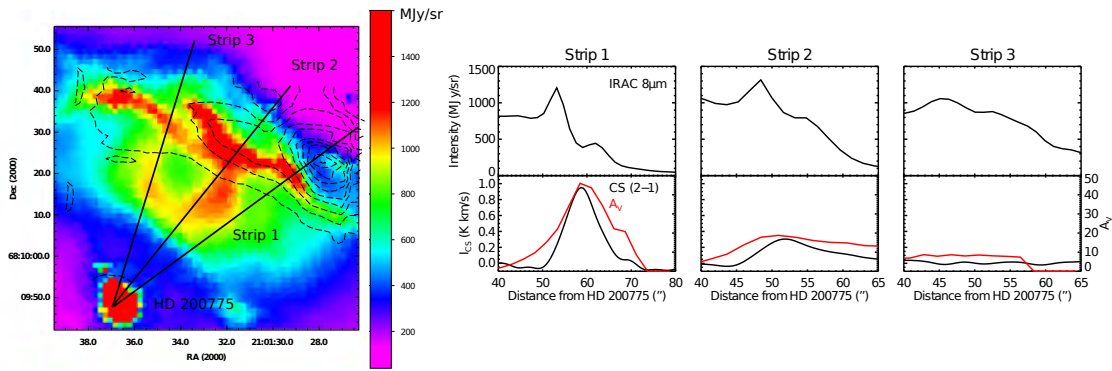 MJy/sr
Strip 3
Strip 2
Strip 1
HD 200775
50.0
40.0
30.0
20.0
10.0
68:10:00.0
09:50.0
Dec (2000)
38.0 36.0 34.0 32.0 21:01:30.0 28.0
RA (2000)
1400
1200
1000
800
600
400
200
Strip 1 Strip 2 Strip 3
1500
1000
500
0
Intensity (MJy/sr)
IRAC 8μm
1.0
0.8
0.6
0.4
0.2
0.0
I_CS (K km/s)
CS (2−1)
A_V
40 50 60 70 80
Distance from HD 200775 (″)
40 45 50 55 60 65
Distance from HD 200775 (″)
40 45 50 55 60 65
Distance from HD 200775 (″)
50
40
30
20
10
0
A_V